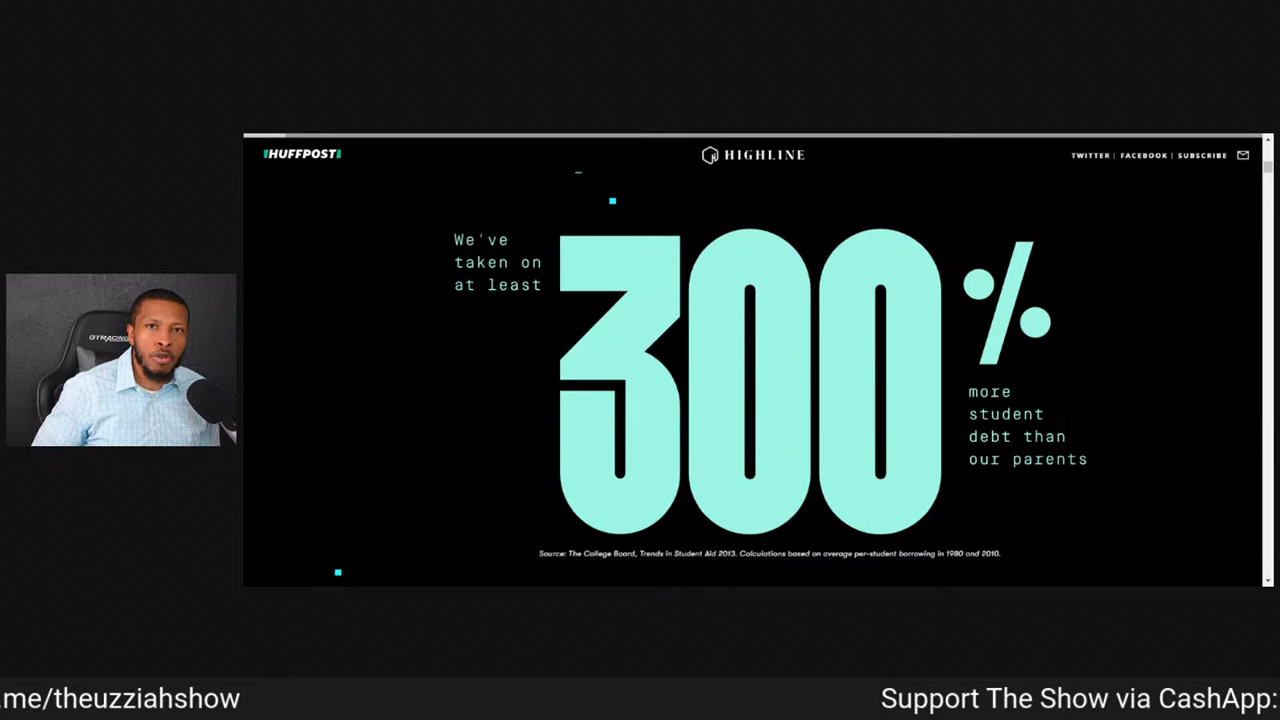 HUFFPOST
HIGHLINE
TWITTER | FACEBOOK | SUBSCRIBE
We've
taken on
at least
300%
more
student
debt than
our parents
Source: The College Board, Trends in Student Aid 2013. Calculations based on average per-student borrowing in 1980 and 2010.
GTRACING
.me/theuzziahshow
Support The Show via CashApp: